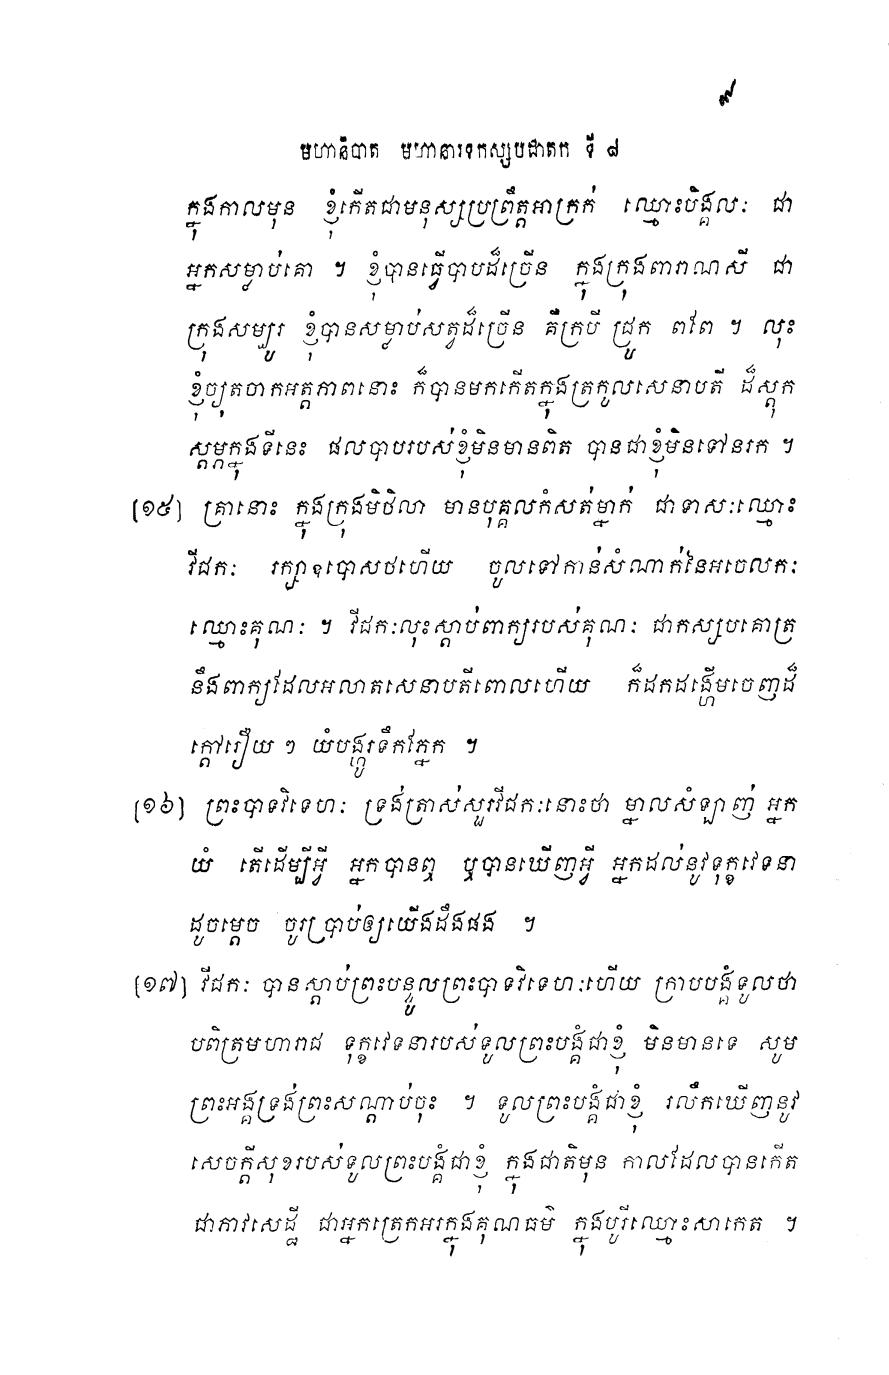 ៧
មហានិបាត មហានារទកស្សបជាតក ទី ៨
ក្នុងកាលមុន ខ្ញុំកើតជាមនុស្សប្រព្រឹត្តអាក្រក់ ឈ្មោះបិង្គលៈ ជា
អ្នកសម្លាប់គោ ។ ខ្ញុំបានធ្វើបាបដ៏ច្រើន ក្នុងក្រុងពារាណសី ជា
ក្រុងសម្បូរ ខ្ញុំបានសម្លាប់សត្វដ៏ច្រើន គឺក្របី ជ្រូក ពពែ ។ លុះ
ខ្ញុំច្យុតចាកអត្តភាពនោះ ក៏បានមកកើតក្នុងត្រកូលសេនាបតី ដ៏ស្តុក
ស្តម្ភក្នុងទីនេះ ផលបាបរបស់ខ្ញុំមិនមានពិត បានជាខ្ញុំមិនទៅនរក ។
[១៥] គ្រានោះ ក្នុងក្រុងមិថិលា មានបុគ្គលកំសត់ម្នាក់ ជាទាសៈឈ្មោះ
វីជកៈ រក្សាឧបោសថហើយ ចូលទៅកាន់សំណាក់នៃអចេលកៈ
ឈ្មោះគុណៈ ។ វីជកៈលុះស្តាប់ពាក្យរបស់គុណៈ ជាកស្សបគោត្រ
នឹងពាក្យដែលអលាតសេនាបតីពោលហើយ ក៏ដកដង្ហើមចេញដ៏
ក្តៅរឿយ ៗ យំបង្ហូរទឹកភ្នែក ។
[១៦] ព្រះបាទវិទេហៈ ទ្រង់ត្រាស់សួរវីជកៈនោះថា ម្នាលសំឡាញ់ អ្នក
យំ តើដើម្បីអ្វី អ្នកបានឮ ឬបានឃើញអ្វី អ្នកដល់នូវទុក្ខវេទនា
ដូចម្តេច ចូរប្រាប់ឲ្យយើងដឹងផង ។
[១៧] វីជកៈ បានស្តាប់ព្រះបន្ទូលព្រះបាទវិទេហៈហើយ ក្រាបបង្គំទូលថា
បពិត្រមហារាជ ទុក្ខវេទនារបស់ទូលព្រះបង្គំជាខ្ញុំ មិនមានទេ សូម
ព្រះអង្គទ្រង់ព្រះសណ្តាប់ចុះ ។ ទូលព្រះបង្គំជាខ្ញុំ រលឹកឃើញនូវ
សេចក្តីសុខរបស់ទូលព្រះបង្គំជាខ្ញុំ ក្នុងជាតិមុន កាលដែលបានកើត
ជាភាវសេដ្ឋី ជាអ្នកត្រេកអរក្នុងគុណធម៌ ក្នុងបុរីឈ្មោះសាកេត ។